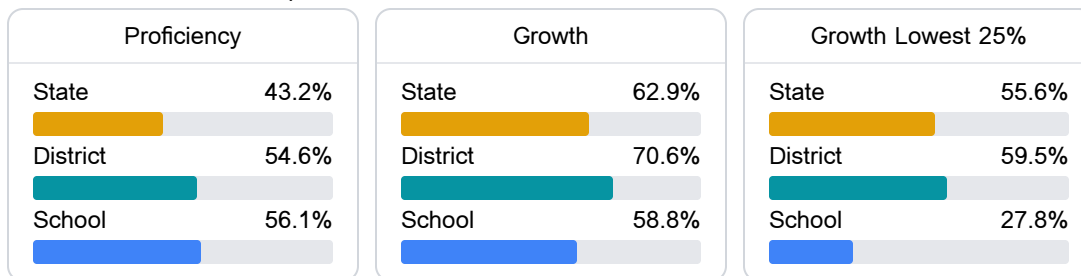 Proficiency
State 43.2%
District 54.6%
School 56.1%
Growth
State 62.9%
District 70.6%
School 58.8%
Growth Lowest 25%
State 55.6%
District 59.5%
School 27.8%